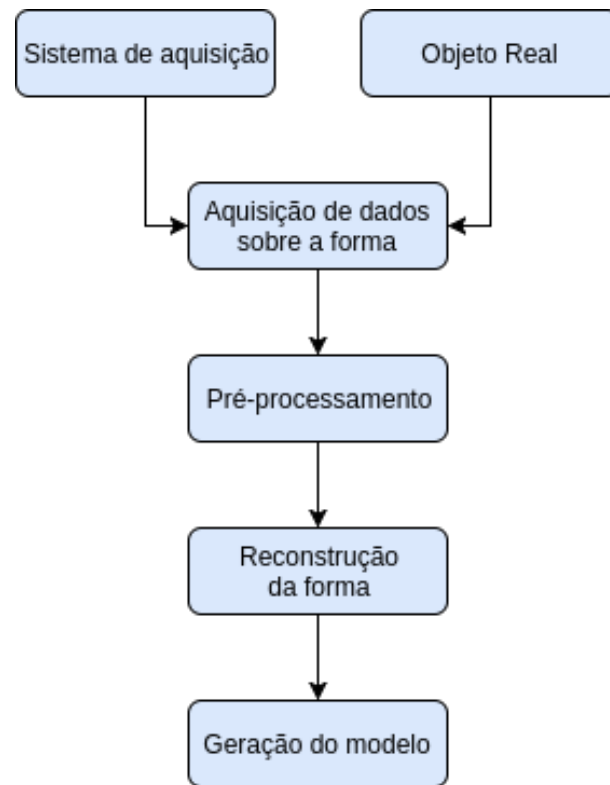 Sistema de aquisição
Objeto Real
Aquisição de dados
sobre a forma
Pré-processamento
Reconstrução
da forma
Geração do modelo